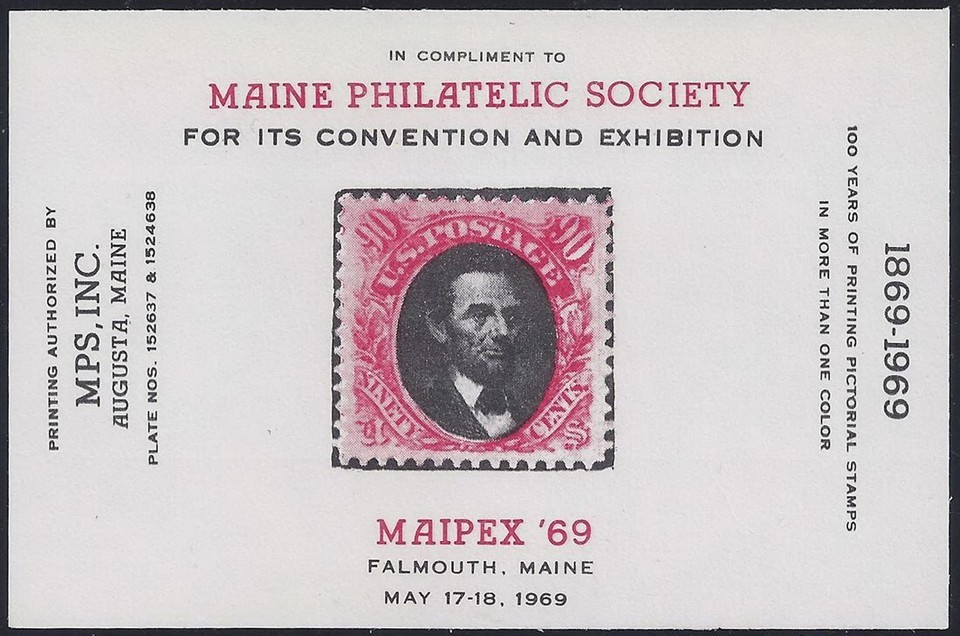 IN COMPLIMENT TO
MAINE PHILATELIC SOCIETY
FOR ITS CONVENTION AND EXHIBITION
PRINTING AUTHORIZED BY
MPS, INC.
AUGUSTA, MAINE
PLATE NOS. 152637 & 1524638
90 90
U.S. POSTAGE
NINETY CENTS
1869-1969
100 YEARS OF PRINTING PICTORIAL STAMPS
IN MORE THAN ONE COLOR
MAIPEX '69
FALMOUTH, MAINE
MAY 17-18, 1969